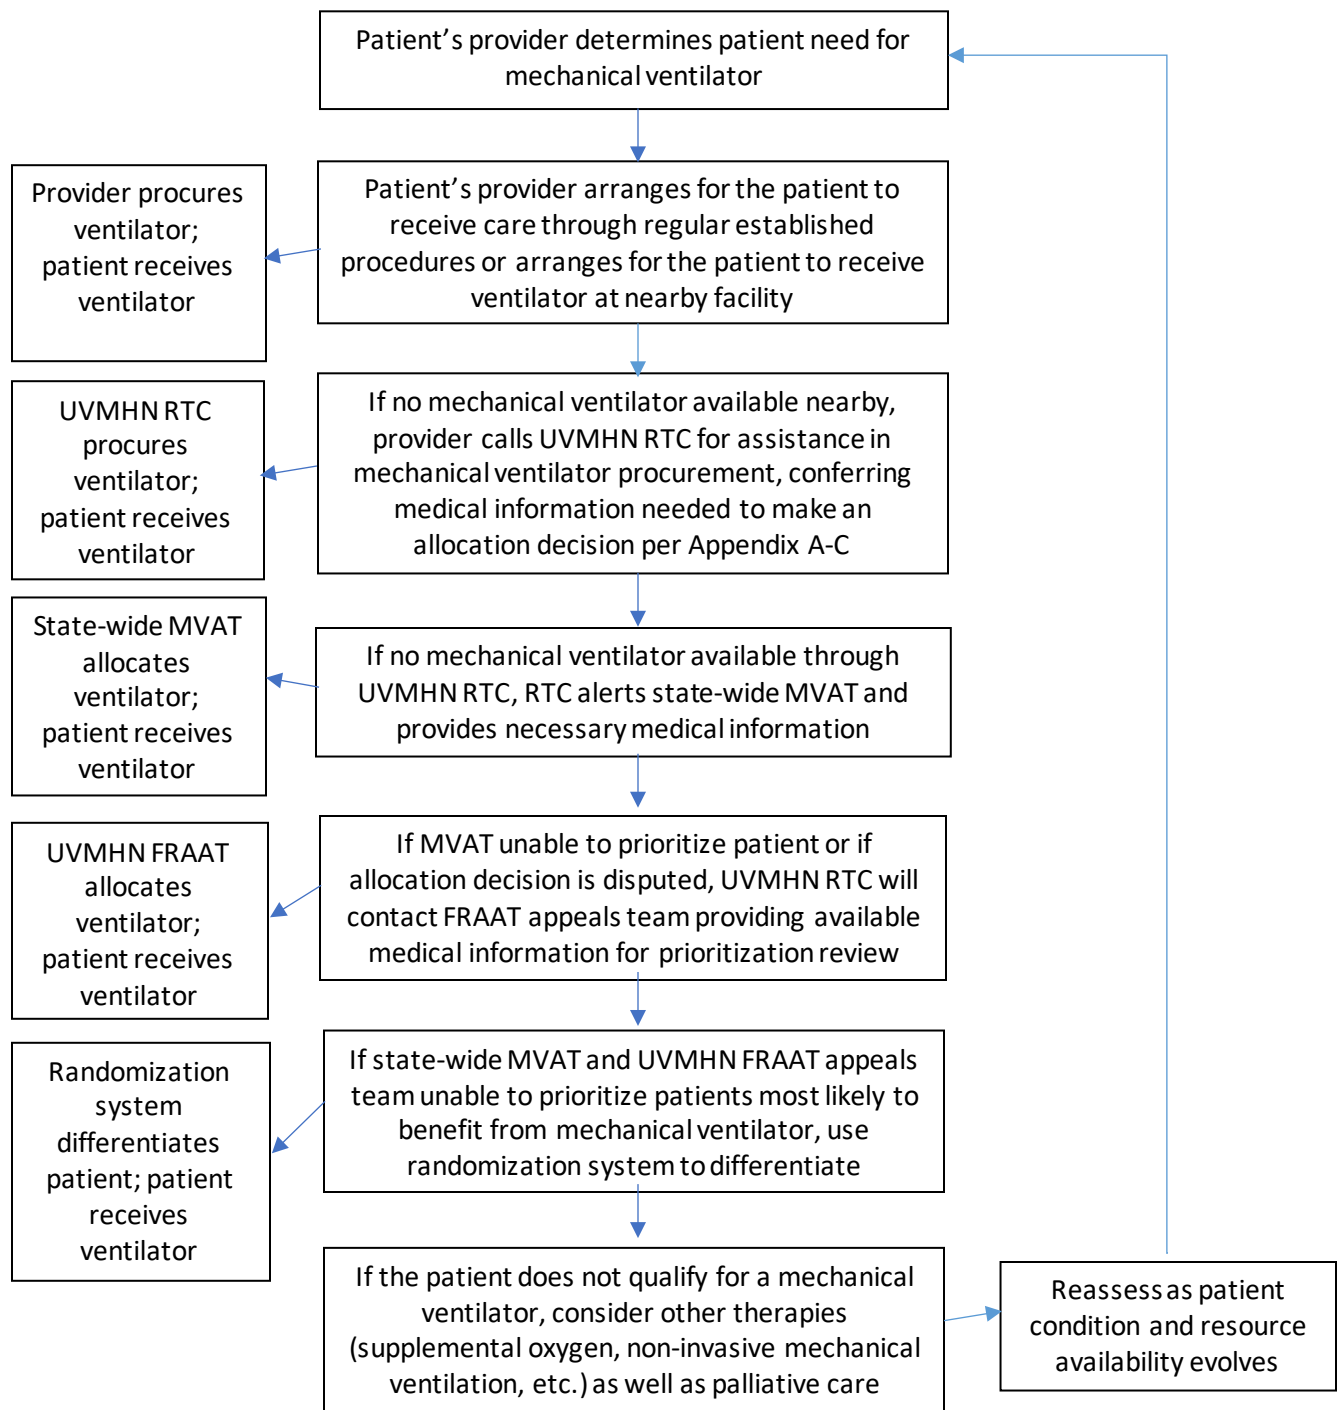 Patient’s provider determines patient need for
mechanical ventilator
Provider procures
ventilator;
patient receives
ventilator
Patient’s provider arranges for the patient to
receive care through regular established
procedures or arranges for the patient to receive
ventilator at nearby facility
UVMHN RTC
procures
ventilator;
patient receives
ventilator
If no mechanical ventilator available nearby,
provider calls UVMHN RTC for assistance in
mechanical ventilator procurement, conferring
medical information needed to make an
allocation decision per Appendix A-C
State-wide MVAT
allocates
ventilator;
patient receives
ventilator
If no mechanical ventilator available through
UVMHN RTC, RTC alerts state-wide MVAT and
provides necessary medical information
UVMHN FRAAT
allocates
ventilator;
patient receives
ventilator
If MVAT unable to prioritize patient or if
allocation decision is disputed, UVMHN RTC will
contact FRAAT appeals team providing available
medical information for prioritization review
Randomization
system
differentiates
patient; patient
receives
ventilator
If state-wide MVAT and UVMHN FRAAT appeals
team unable to prioritize patients most likely to
benefit from mechanical ventilator, use
randomization system to differentiate
If the patient does not qualify for a mechanical
ventilator, consider other therapies
(supplemental oxygen, non-invasive mechanical
ventilation, etc.) as well as palliative care
Reassess as patient
condition and resource
availability evolves